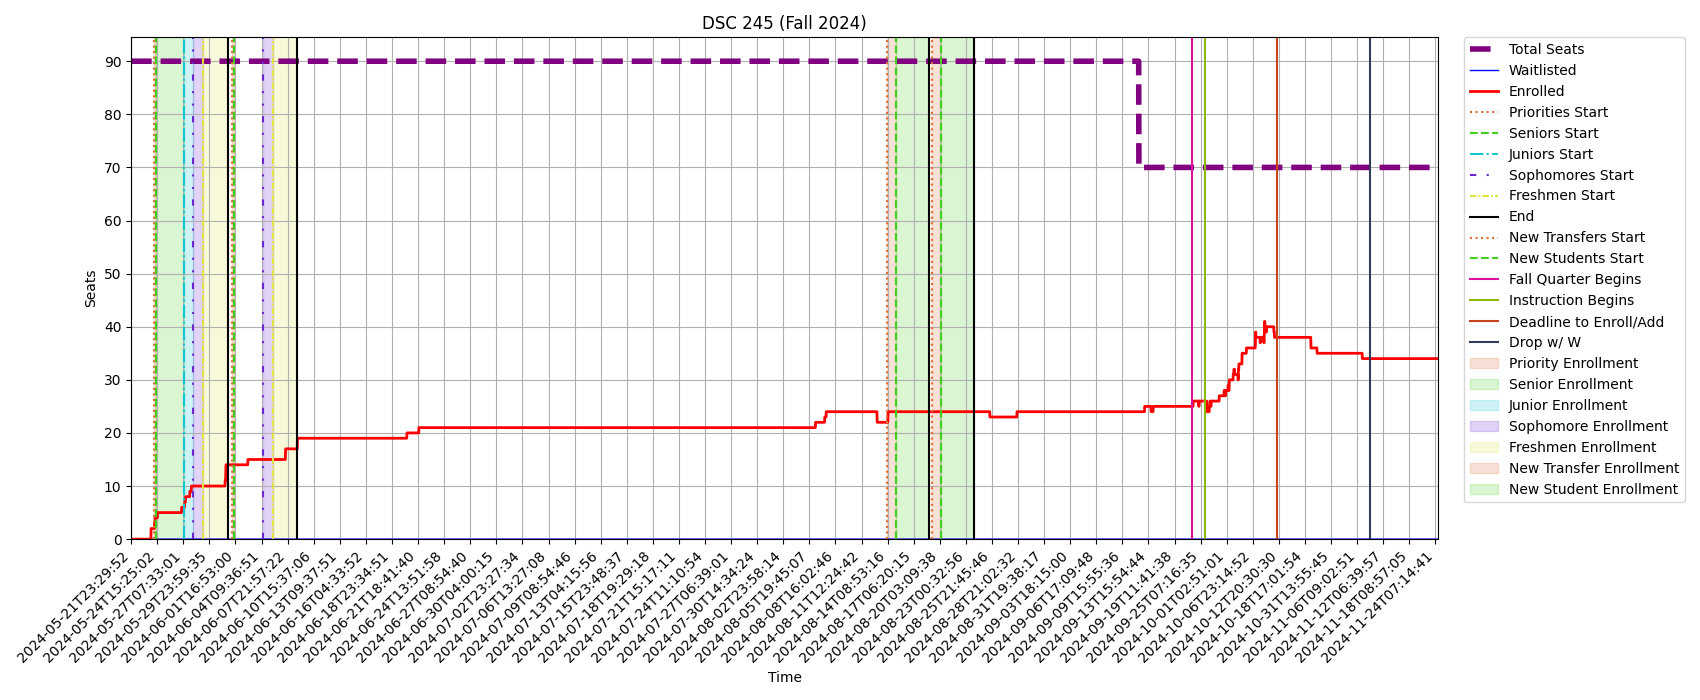 DSC 245 (Fall 2024)
Seats
90
80
70
60
50
40
30
20
10
0
2024-05-21T23:29:52
2024-05-24T15:25:02
2024-05-27T07:33:01
2024-05-29T23:59:35
2024-06-01T16:53:00
2024-06-04T09:36:51
2024-06-07T21:57:22
2024-06-10T15:37:06
2024-06-13T09:37:51
2024-06-16T04:33:52
2024-06-18T23:34:51
2024-06-21T18:41:40
2024-06-24T13:51:58
2024-06-27T08:54:40
2024-06-30T04:00:15
2024-07-02T23:27:34
2024-07-06T13:27:08
2024-07-09T08:54:46
2024-07-13T04:15:56
2024-07-15T23:48:37
2024-07-18T19:29:18
2024-07-21T15:17:11
2024-07-24T11:10:54
2024-07-27T06:39:01
2024-07-30T14:34:24
2024-08-02T23:58:14
2024-08-05T19:45:07
2024-08-08T16:02:46
2024-08-11T12:24:42
2024-08-14T08:53:16
2024-08-17T06:20:15
2024-08-20T03:09:38
2024-08-23T00:32:56
2024-08-25T21:45:46
2024-08-28T21:02:32
2024-08-31T19:38:17
2024-09-03T18:15:00
2024-09-06T17:09:48
2024-09-09T15:55:36
2024-09-13T15:54:44
2024-09-19T11:41:38
2024-09-25T07:16:35
2024-10-01T02:51:01
2024-10-06T23:14:52
2024-10-12T20:30:30
2024-10-18T17:01:54
2024-10-31T13:55:45
2024-11-06T09:02:51
2024-11-12T06:39:57
2024-11-18T08:57:05
2024-11-24T07:14:41
Time
Total Seats
Waitlisted
Enrolled
Priorities Start
Seniors Start
Juniors Start
Sophomores Start
Freshmen Start
End
New Transfers Start
New Students Start
Fall Quarter Begins
Instruction Begins
Deadline to Enroll/Add
Drop w/ W
Priority Enrollment
Senior Enrollment
Junior Enrollment
Sophomore Enrollment
Freshmen Enrollment
New Transfer Enrollment
New Student Enrollment